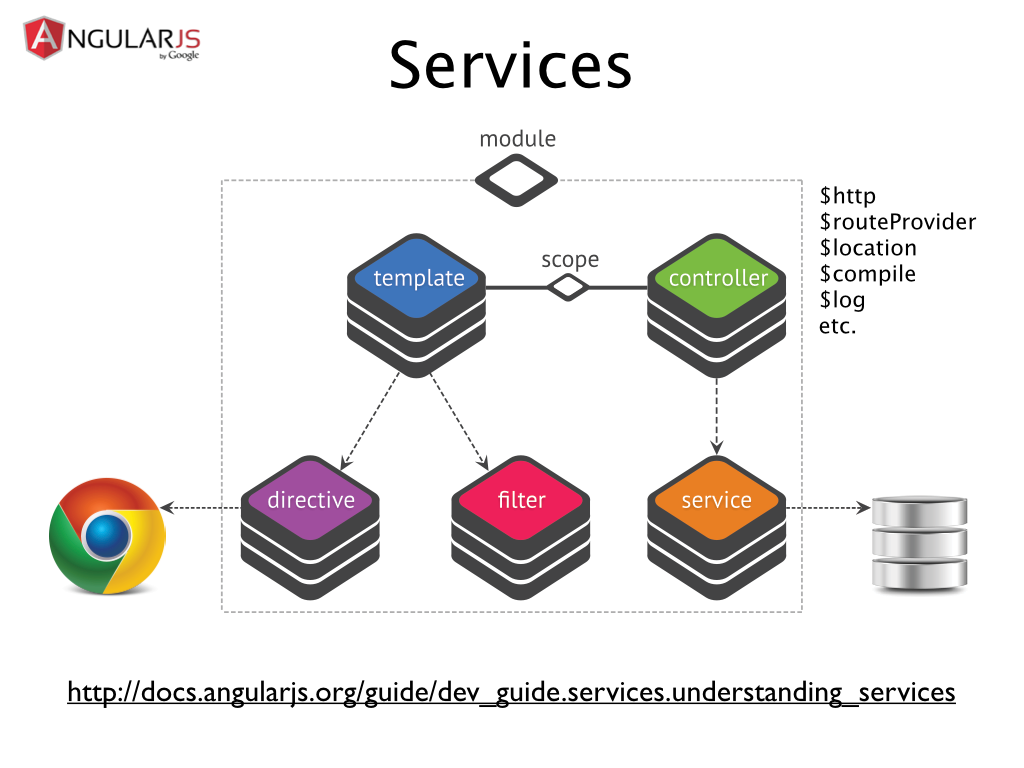 ANGULARJS
by Google
Services
module
$http
$routeProvider
$location
$compile
$log
etc.
scope
template
controller
directive
filter
service
http://docs.angularjs.org/guide/dev_guide.services.understanding_services